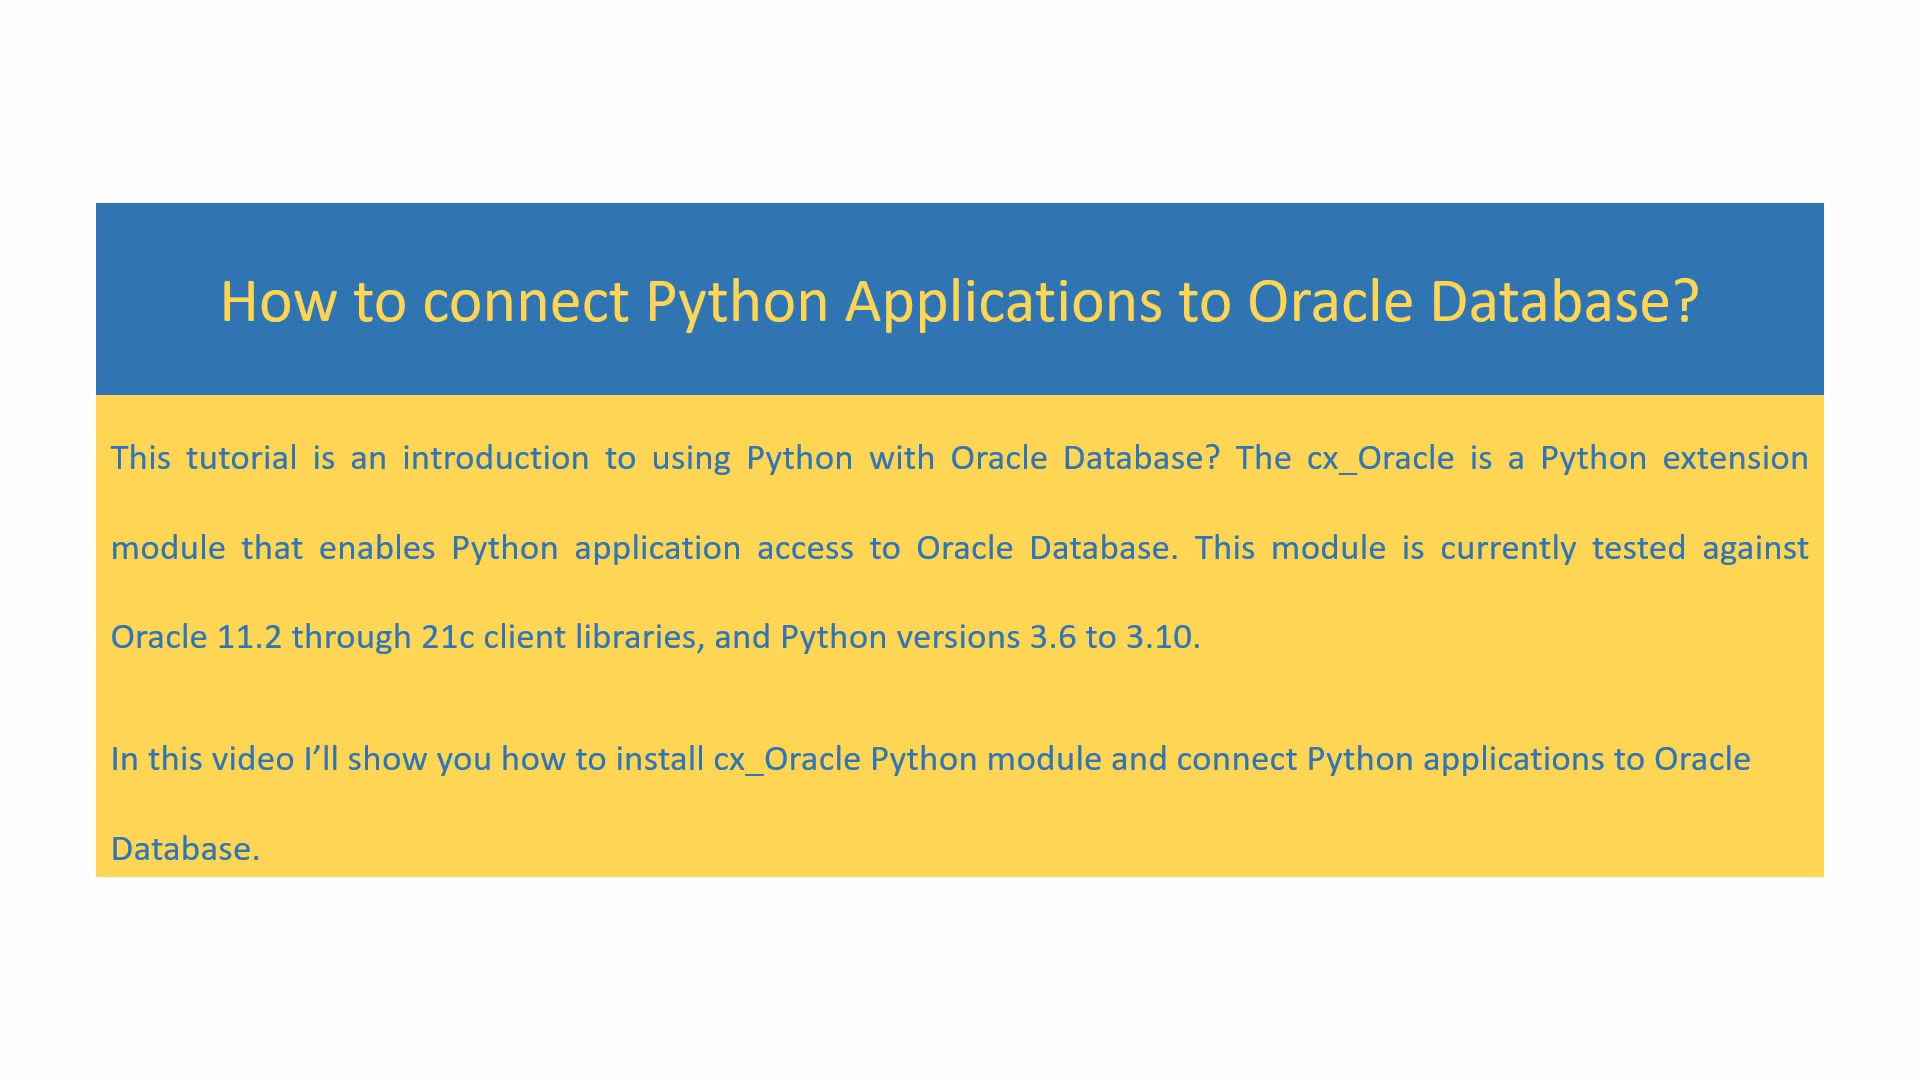 How to connect Python Applications to Oracle Database?
This tutorial is an introduction to using Python with Oracle Database? The cx_Oracle is a Python extension
module that enables Python application access to Oracle Database. This module is currently tested against
Oracle 11.2 through 21c client libraries, and Python versions 3.6 to 3.10.
In this video I’ll show you how to install cx_Oracle Python module and connect Python applications to Oracle
Database.